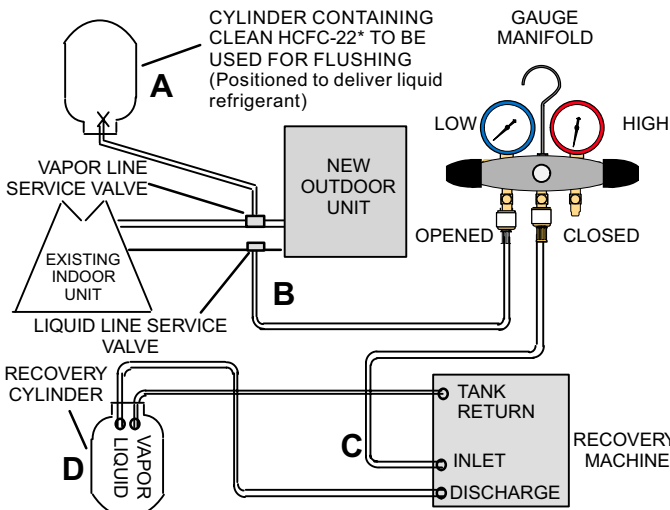 CYLINDER CONTAINING
CLEAN HCFC-22* TO BE
USED FOR FLUSHING
(Positioned to deliver liquid
refrigerant)
A
GAUGE
MANIFOLD
LOW
HIGH
VAPOR LINE
SERVICE VALVE
NEW
OUTDOOR
UNIT
OPENED
CLOSED
EXISTING
INDOOR
UNIT
B
LIQUID LINE SERVICE
VALVE
RECOVERY
CYLINDER
TANK
RETURN
C
D
LIQUID
VAPOR
INLET
DISCHARGE
RECOVERY
MACHINE